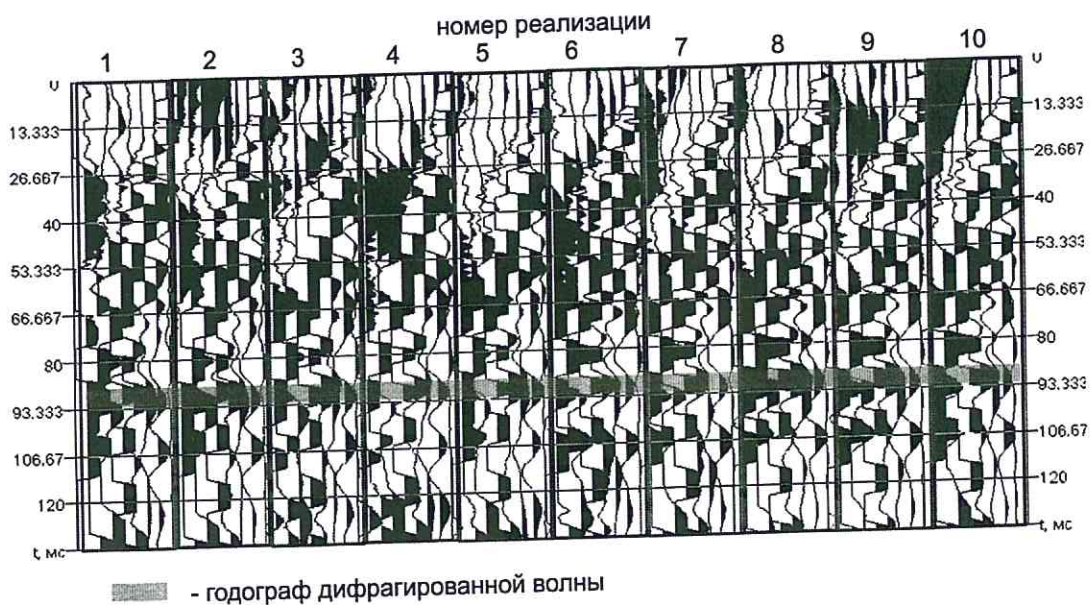 номер реализации
1 2 3 4 5 6 7 8 9 10
0 0
13.333 13.333
26.667 26.667
40 40
53.333 53.333
66.667 66.667
80 80
93.333 93.333
106.67 106.67
120 120
t, мс t, мс
- годограф дифрагированной волны